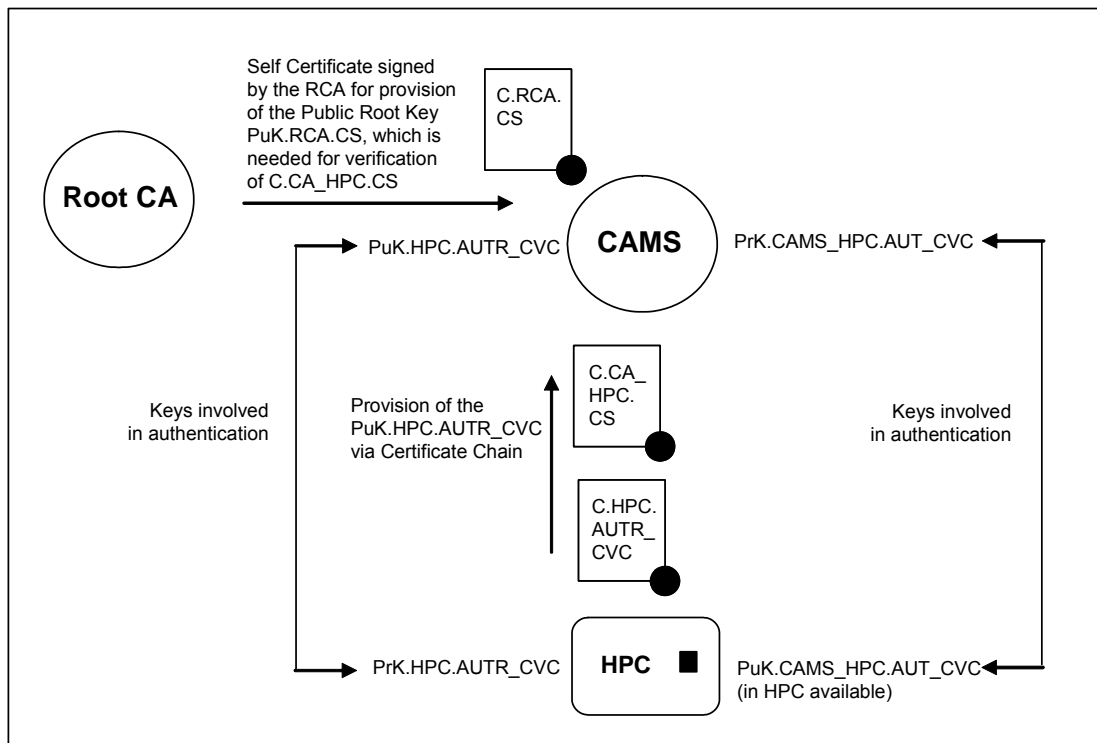 Self Certificate signed
by the RCA for provision
of the Public Root Key
PuK.RCA.CS, which is
needed for verification
of C.CA_HPC.CS
C.RCA.
CS
Root CA
CAMS
PuK.HPC.AUTR_CVC
PrK.CAMS_HPC.AUT_CVC
C.CA_
HPC.
CS
Keys involved
in authentication
Provision of the
PuK.HPC.AUTR_CVC
via Certificate Chain
Keys involved
in authentication
C.HPC.
AUTR_
CVC
PrK.HPC.AUTR_CVC
HPC
PuK.CAMS_HPC.AUT_CVC
(in HPC available)